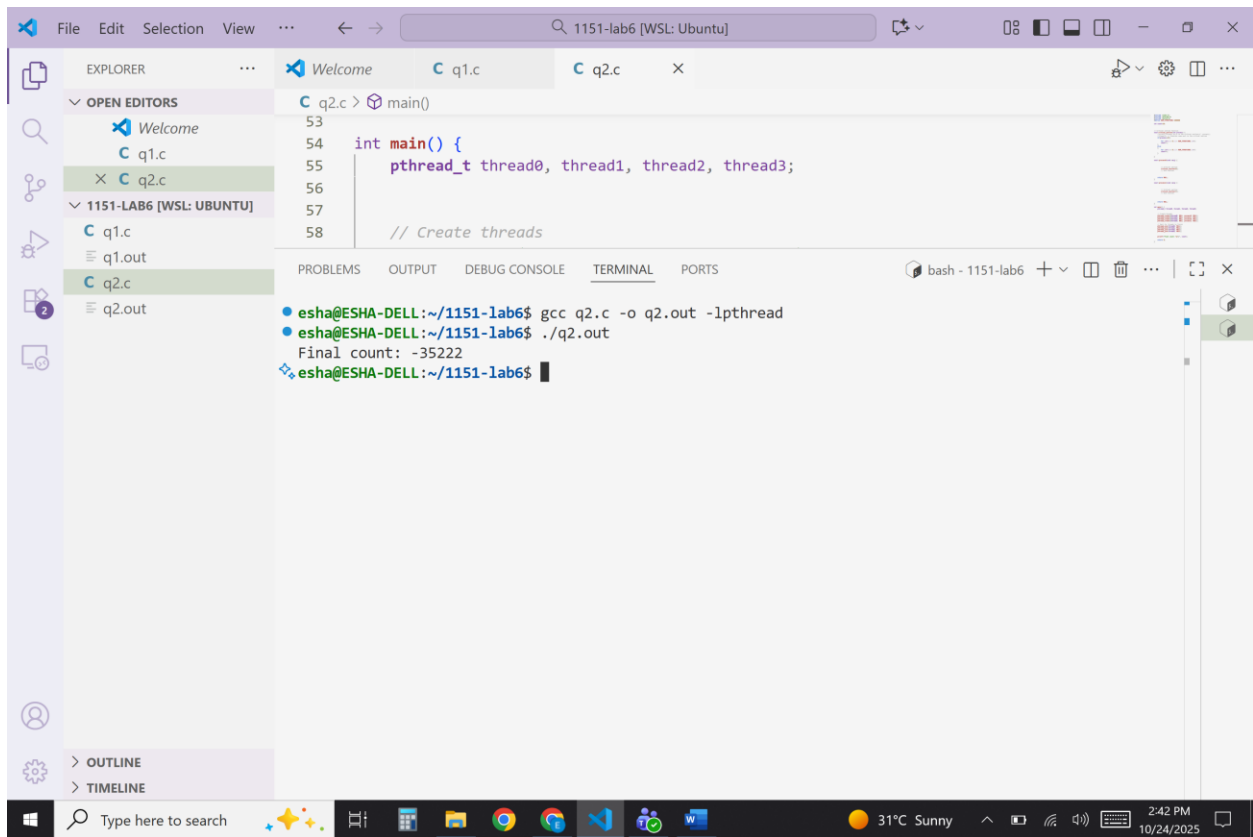 File Edit Selection View ··· ← → 1151-lab6 [WSL: Ubuntu]
EXPLORER ···
Welcome
C q1.c
C q2.c ×
OPEN EDITORS
Welcome
C q1.c
× C q2.c
1151-LAB6 [WSL: UBUNTU]
C q1.c
q1.out
C q2.c
q2.out
C q2.c > main()
53
54 int main() {
55 pthread_t thread0, thread1, thread2, thread3;
56
57
58 // Create threads
PROBLEMS OUTPUT DEBUG CONSOLE TERMINAL PORTS
bash - 1151-lab6
esha@ESHA-DELL:~/1151-lab6$ gcc q2.c -o q2.out -lpthread
esha@ESHA-DELL:~/1151-lab6$ ./q2.out
Final count: -35222
esha@ESHA-DELL:~/1151-lab6$
2
> OUTLINE
> TIMELINE
Type here to search
31°C Sunny
2:42 PM
10/24/2025